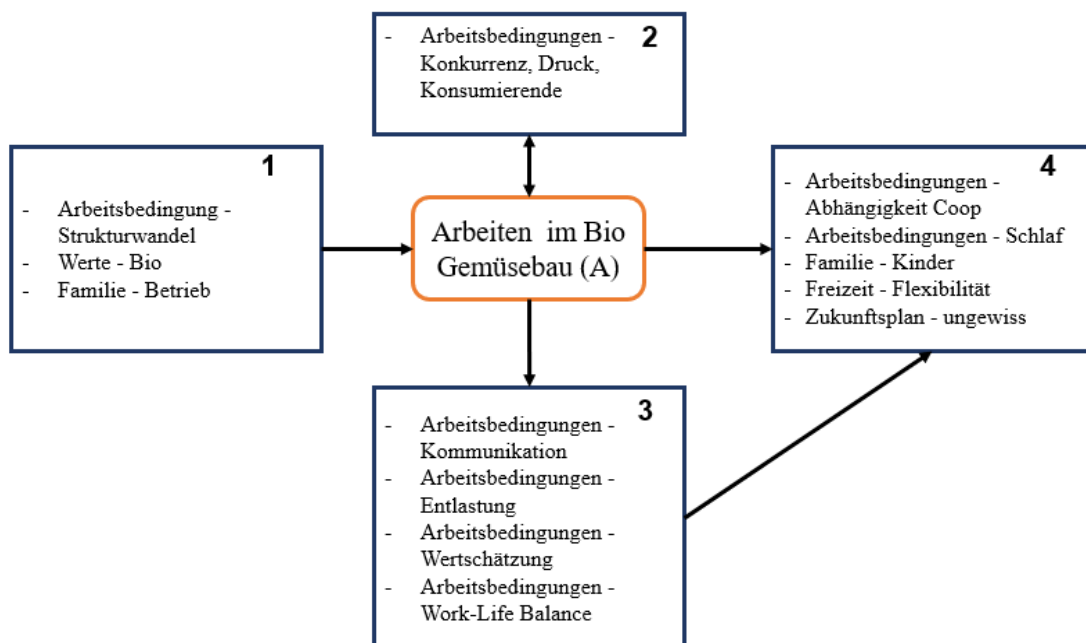 - Arbeitsbedingungen - 2
Konkurrenz, Druck,
Konsumierende
1
- Arbeitsbedingung -
Strukturwandel
- Werte - Bio
- Familie - Betrieb
Arbeiten im Bio
Gemüsebau (A)
4
- Arbeitsbedingungen -
Abhängigkeit Coop
- Arbeitsbedingungen - Schlaf
- Familie - Kinder
- Freizeit - Flexibilität
- Zukunftsplan - ungewiss
3
- Arbeitsbedingungen -
Kommunikation
- Arbeitsbedingungen -
Entlastung
- Arbeitsbedingungen -
Wertschätzung
- Arbeitsbedingungen -
Work-Life Balance